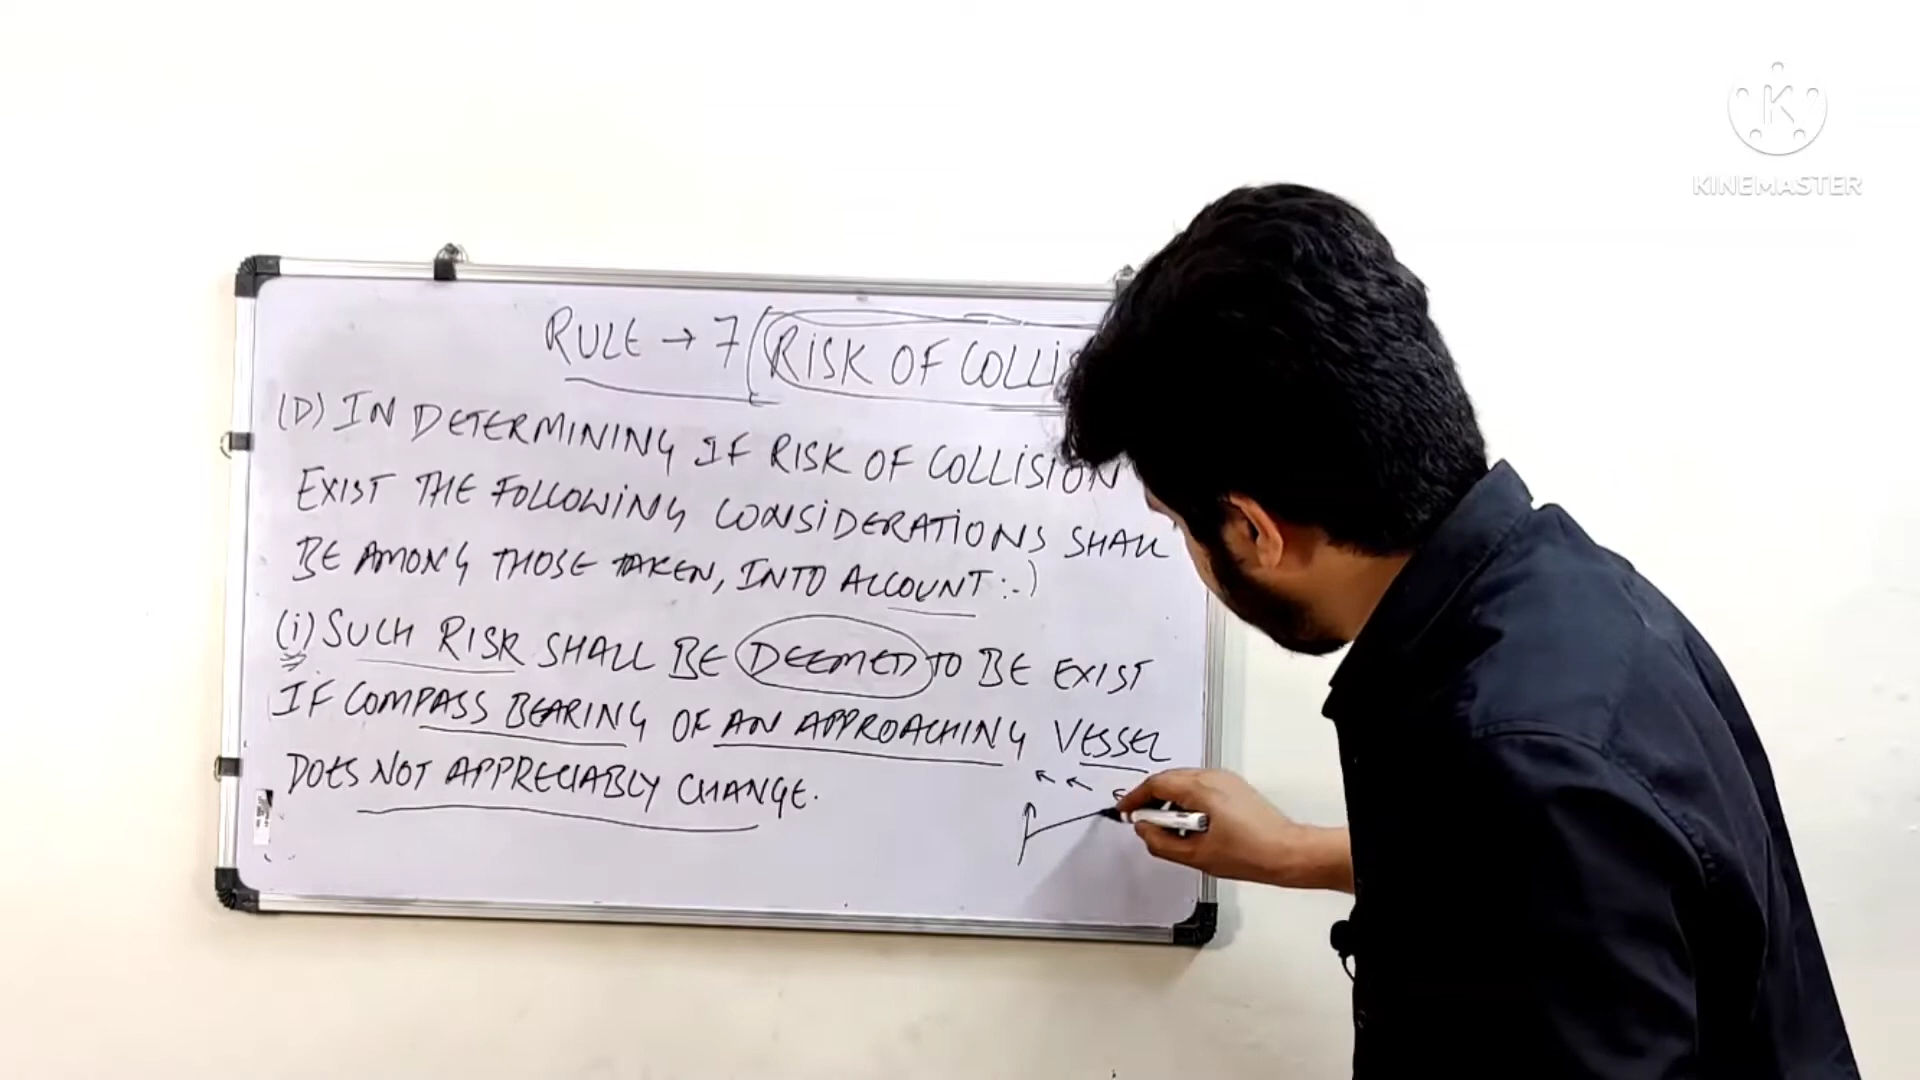 KINEMASTER
RULE → 7 RISK OF COLLIS
(D) IN DETERMINING IF RISK OF COLLISION
EXIST THE FOLLOWING CONSIDERATIONS SHALL
BE AMONG THOSE TAKEN, INTO ACCOUNT :-)
(i) SUCH RISK SHALL BE DEEMED TO BE EXIST
IF COMPASS BEARING OF AN APPROACHING VESSEL
DOES NOT APPRECIABLY CHANGE.